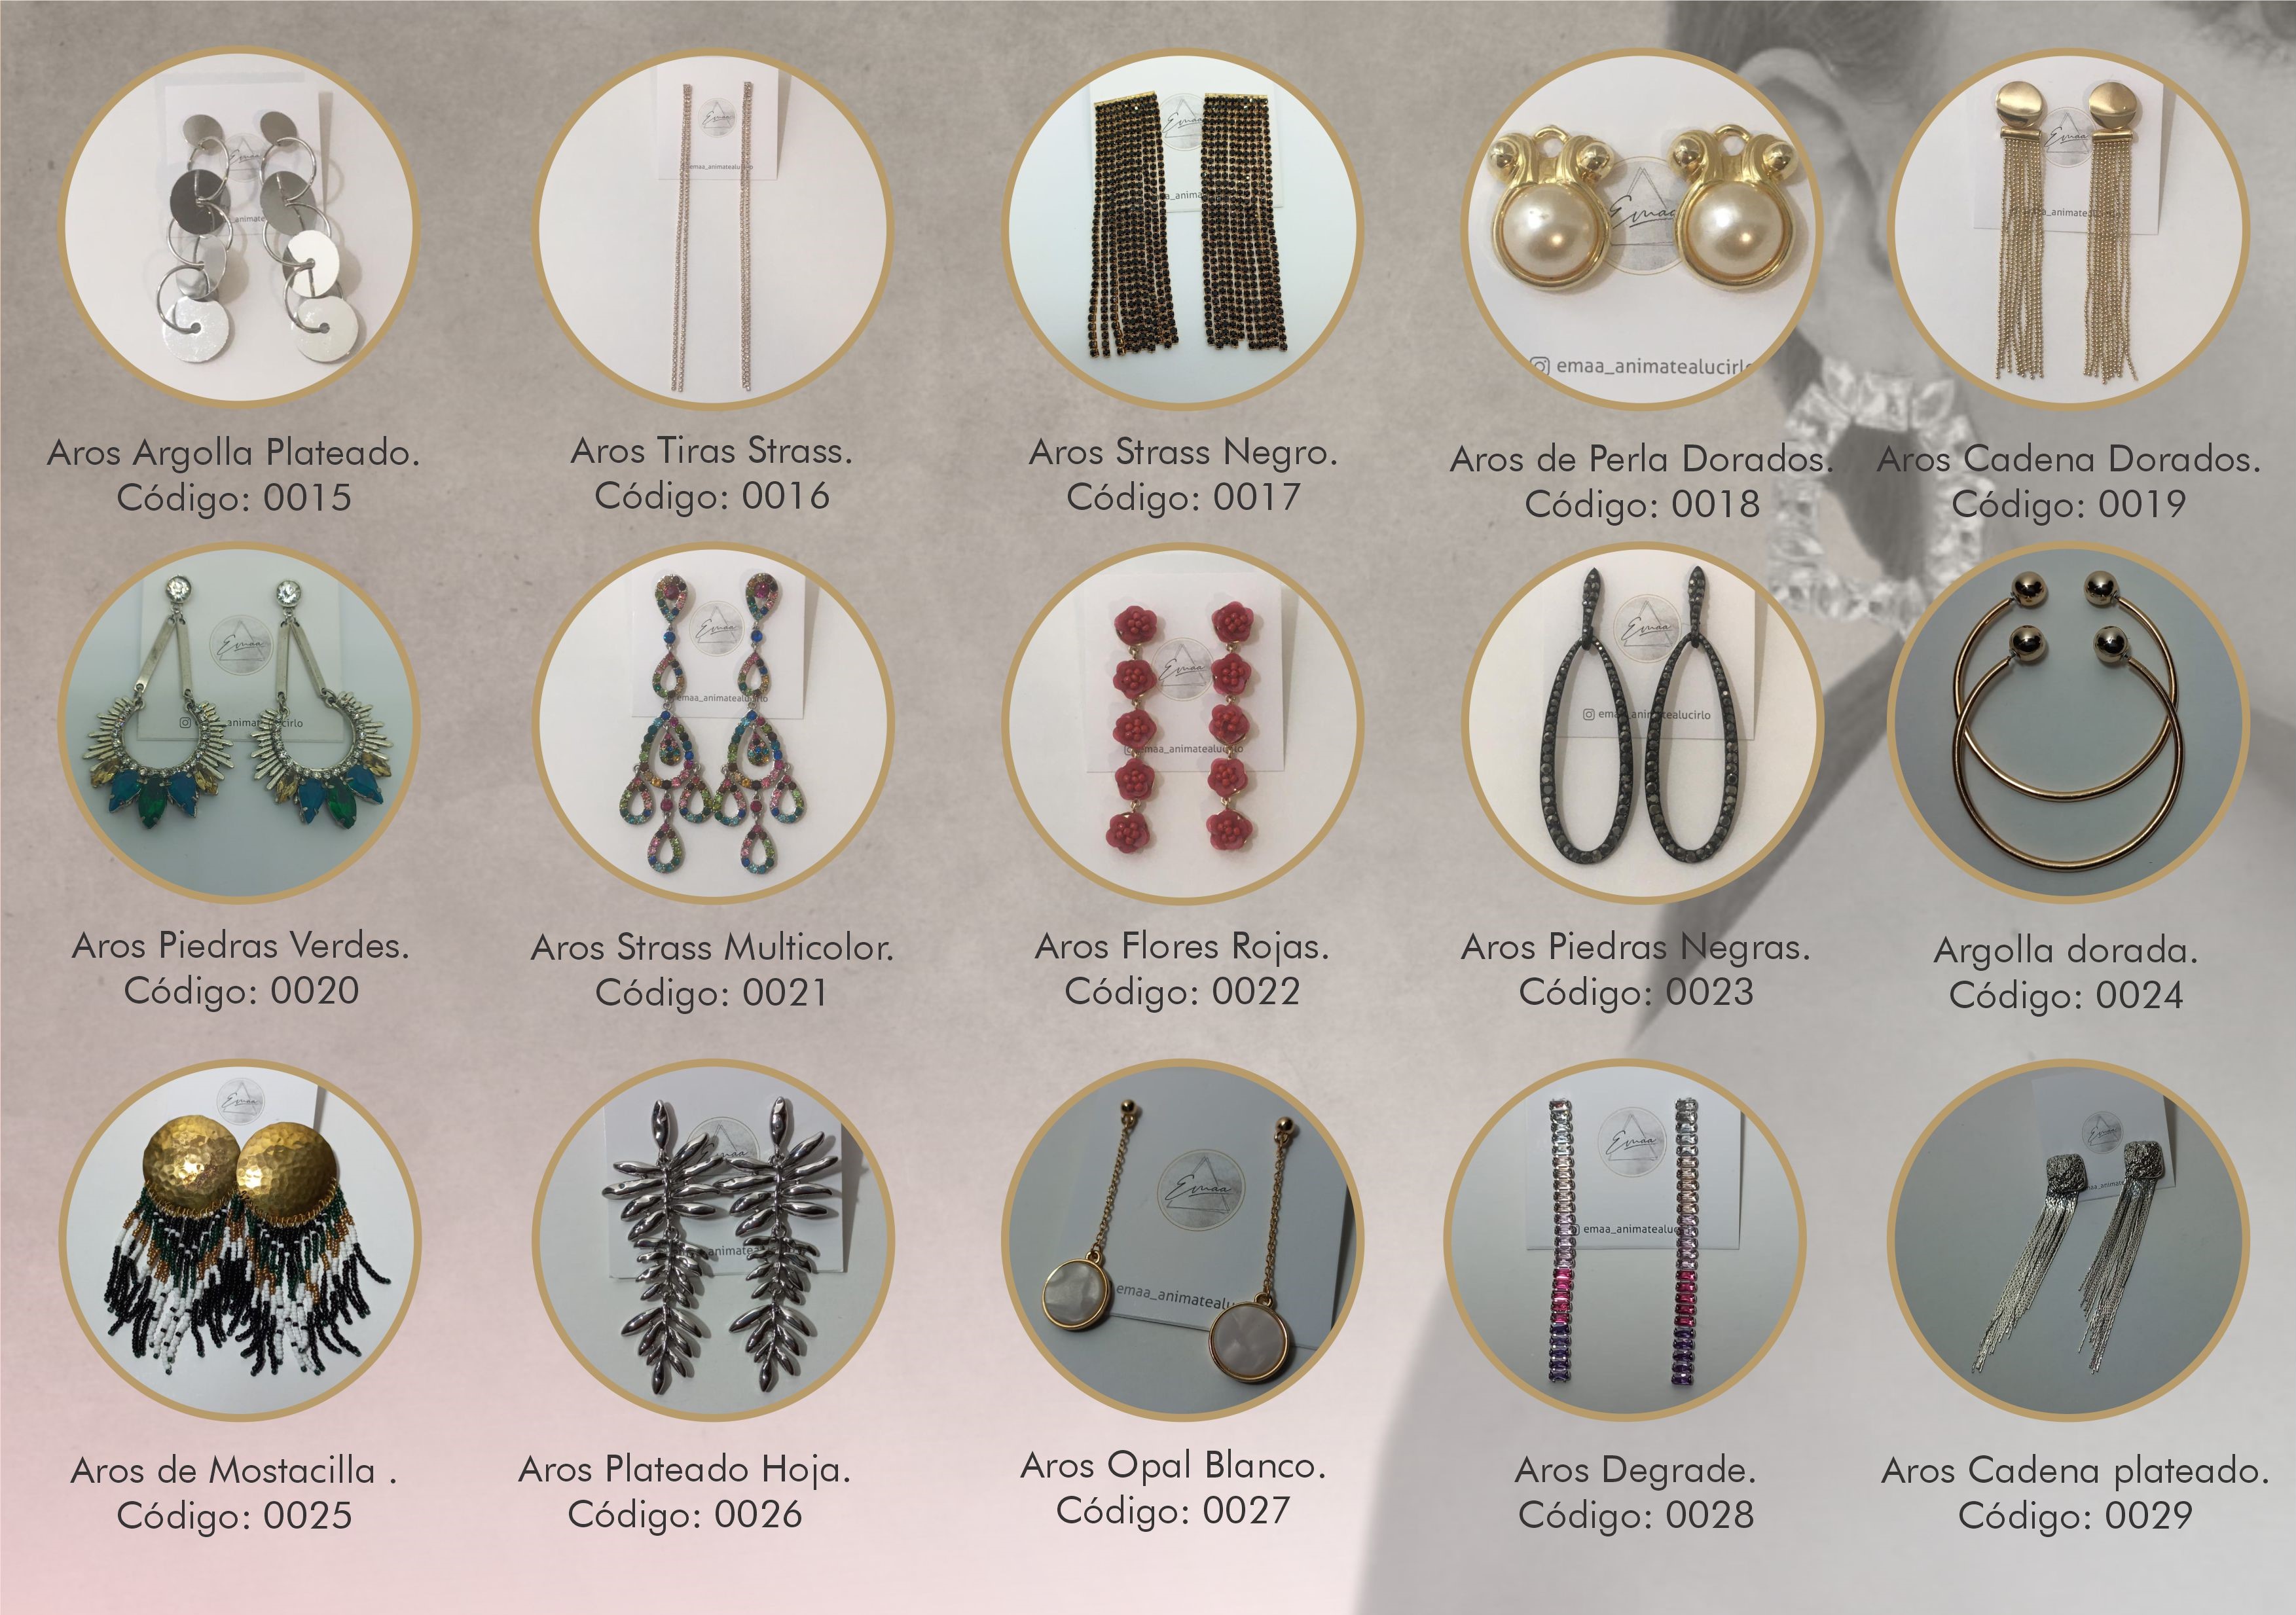 Emaa
emaa_animatealucirlo
Aros Argolla Plateado.
Código: 0015
Aros Tiras Strass.
Código: 0016
Aros Strass Negro.
Código: 0017
Aros de Perla Dorados.
Código: 0018
Aros Cadena Dorados.
Código: 0019
Aros Piedras Verdes.
Código: 0020
Aros Strass Multicolor.
Código: 0021
Aros Flores Rojas.
Código: 0022
Aros Piedras Negras.
Código: 0023
Argolla dorada.
Código: 0024
Aros de Mostacilla .
Código: 0025
Aros Plateado Hoja.
Código: 0026
Aros Opal Blanco.
Código: 0027
Aros Degrade.
Código: 0028
Aros Cadena plateado.
Código: 0029